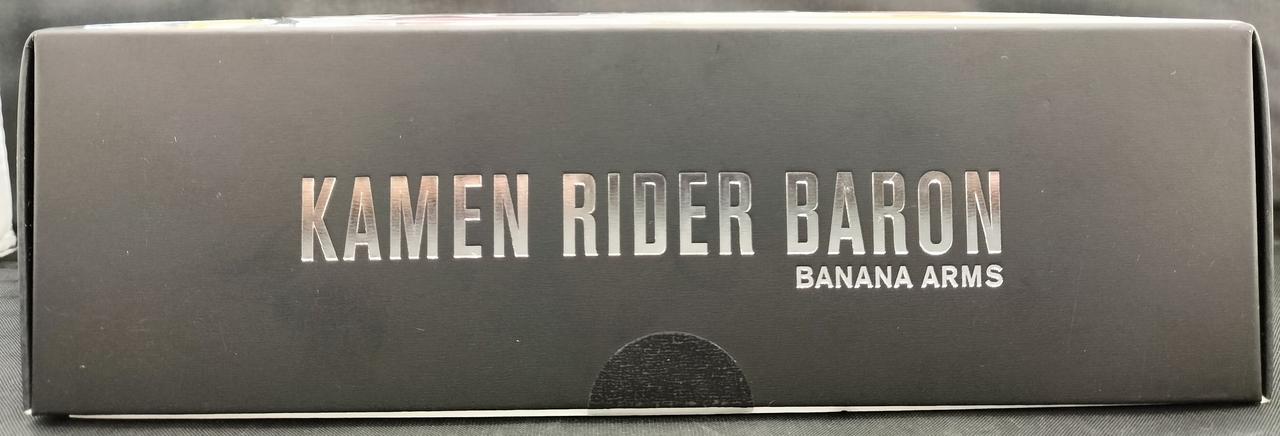 KAMEN RIDER BARON
BANANA ARMS